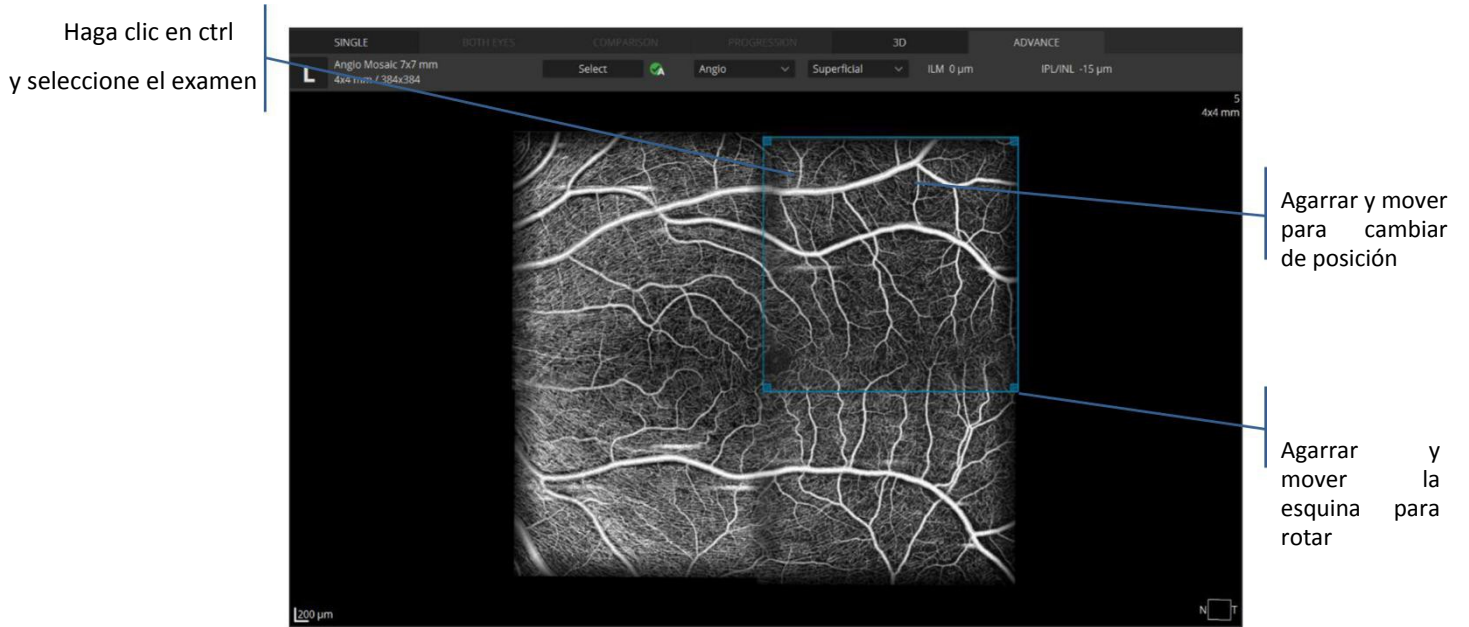 Haga clic en ctrl
y seleccione el examen
SINGLE BOTH EYES COMPARISON PROGRESSION 3D ADVANCE
L
Angio Mosaic 7x7 mm
4x4 mm / 384x384
Select A Angio Superficial ILM 0 µm IPL/INL -15 µm
5
4x4 mm
Agarrar y mover
para cambiar
de posición
Agarrar y
mover la
esquina para
rotar
200 µm
N T